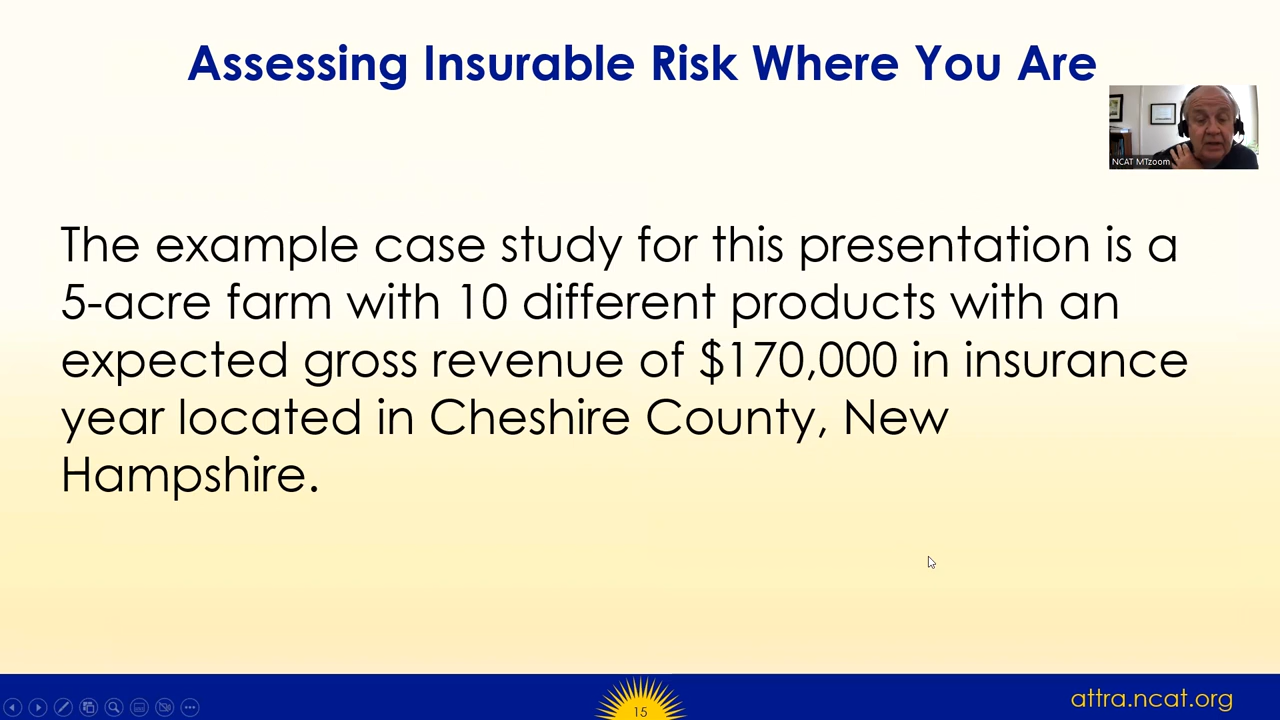 Assessing Insurable Risk Where You Are
NCAT MTzoom
The example case study for this presentation is a
5-acre farm with 10 different products with an
expected gross revenue of $170,000 in insurance
year located in Cheshire County, New
Hampshire.
15
attra.ncat.org